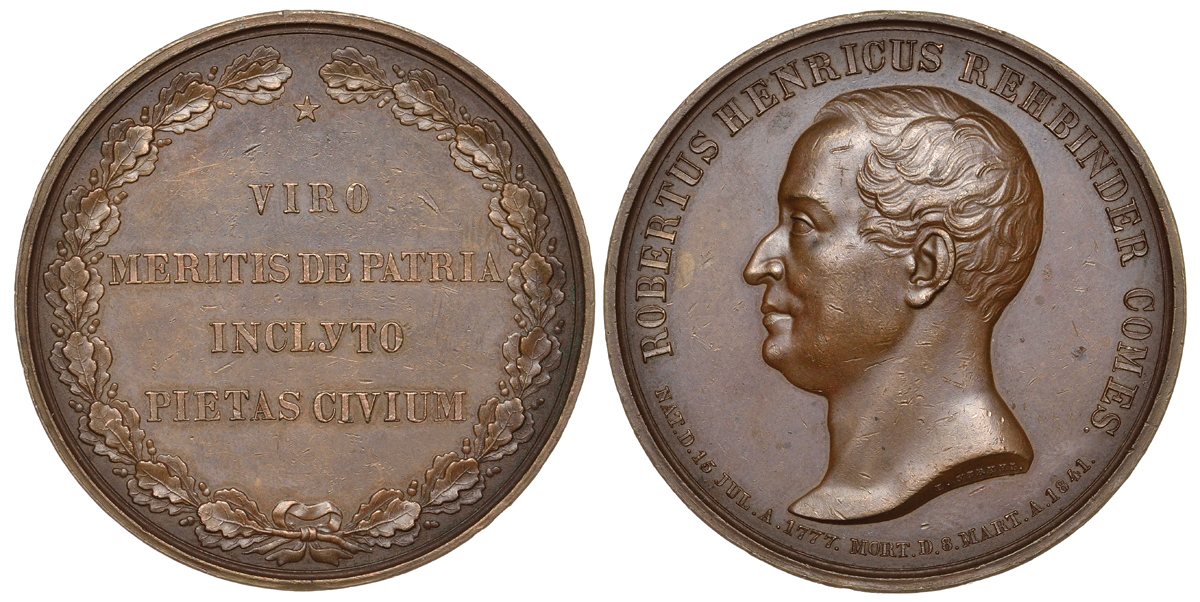 VIRO
MERITIS DE PATRIA
INCLYTO
PIETAS CIVIUM
ROBERTUS HENRICUS REHBINDER COMES.
NAT.D.15 JUL.A.1777. MORT.D.8.MART.A.1841.